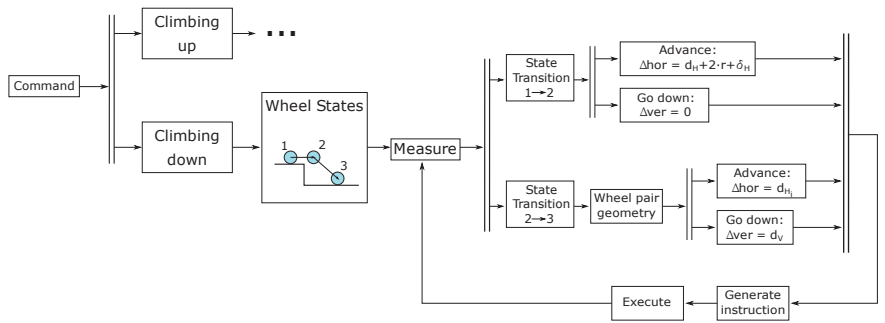 Command
Climbing
up
...
Climbing
down
Wheel States
1
2
3
Measure
State
Transition
1→2
Advance:
Δhor = d_H+2·r+δ_H
Go down:
Δver = 0
State
Transition
2→3
Wheel pair
geometry
Advance:
Δhor = d_{H_i}
Go down:
Δver = d_V
Execute
Generate
instruction